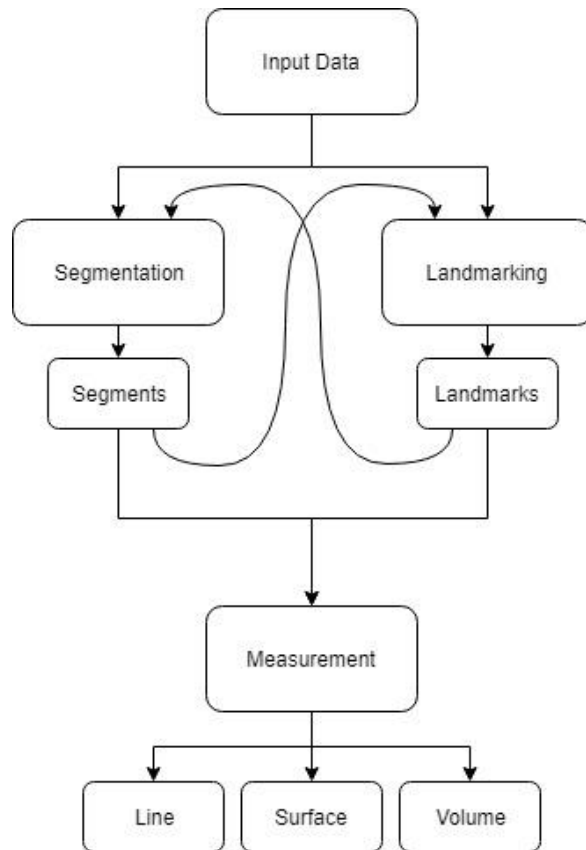 Input Data
Segmentation
Landmarking
Segments
Landmarks
Measurement
Line
Surface
Volume